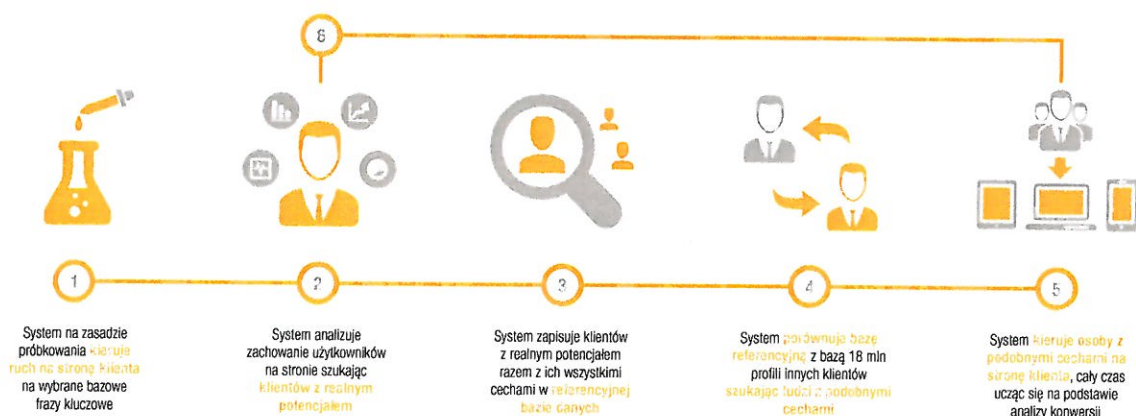 6
1
2
3
4
5
System na zasadzie
próbkowania kieruje
ruch na stronę klienta
na wybrane bazowe
frazy kluczowe
System analizuje
zachowanie użytkowników
na stronie szukając
klientów z realnym
potencjałem
System zapisuje klientów
z realnym potencjałem
razem z ich wszystkimi
cechami w referencyjnej
bazie danych
System porównuje bazę
referencyjną z bazą 18 mln
profili innych klientów
szukając ludzi z podobnymi
cechami
System kieruje osoby z
podobnymi cechami na
stronę klienta, cały czas
ucząc się na podstawie
analizy konwersji